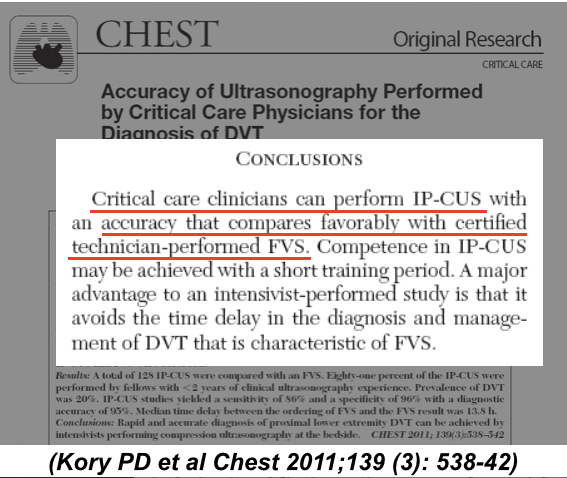 CHEST
Original Research
CRITICAL CARE
Accuracy of Ultrasonography Performed
by Critical Care Physicians for the
Diagnosis of DVT
CONCLUSIONS
Critical care clinicians can perform IP-CUS with
an accuracy that compares favorably with certified
technician-performed FVS. Competence in IP-CUS
may be achieved with a short training period. A major
advantage to an intensivist-performed study is that it
avoids the time delay in the diagnosis and manage-
ment of DVT that is characteristic of FVS.
Results: A total of 128 IP-CUS were compared with an FVS. Eighty-one percent of the IP-CUS were
performed by fellows with <2 years of clinical ultrasonography experience. Prevalence of DVT
was 20%. IP-CUS studies yielded a sensitivity of 86% and a specificity of 96% with a diagnostic
accuracy of 95%. Median time delay between the ordering of FVS and the FVS result was 13.8 h.
Conclusions: Rapid and accurate diagnosis of proximal lower extremity DVT can be achieved by
intensivists performing compression ultrasonography at the bedside. CHEST 2011; 139(3):538–542
(Kory PD et al Chest 2011;139 (3): 538-42)